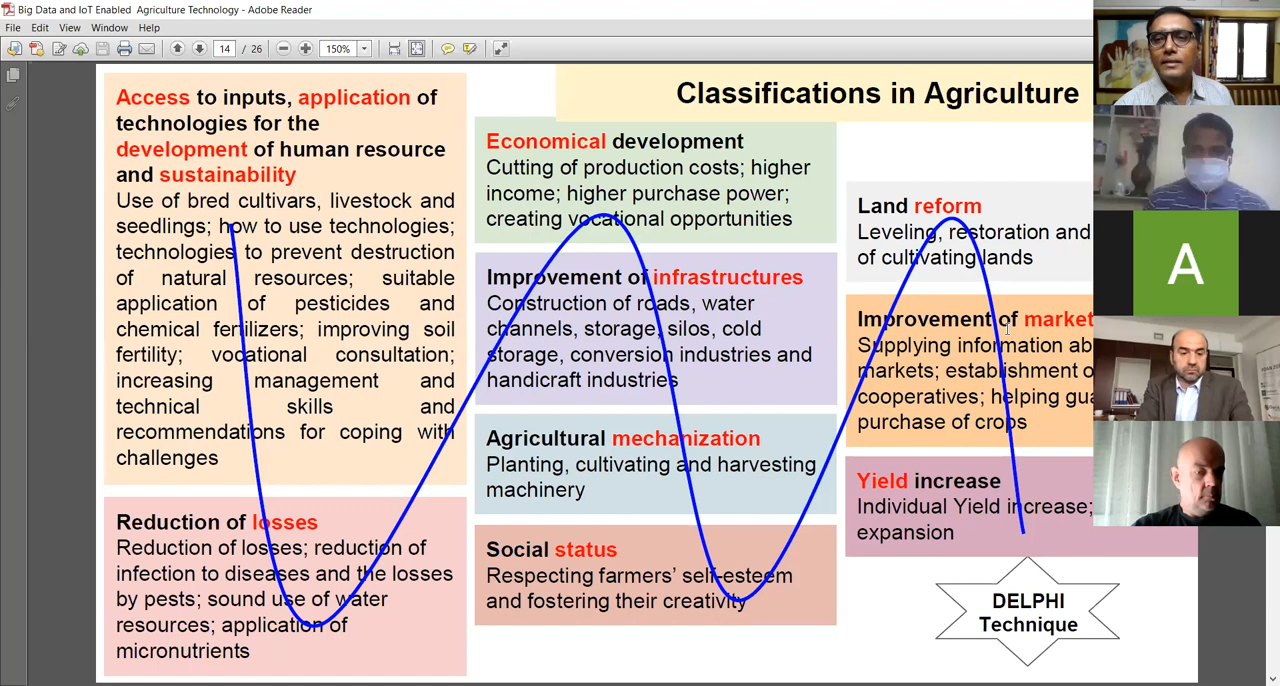 Big Data and IoT Enabled Agriculture Technology - Adobe Reader
File Edit View Window Help
14 / 26 150%
Classifications in Agriculture
Access to inputs, application of
technologies for the
development of human resource
and sustainability
Use of bred cultivars, livestock and
seedlings; how to use technologies;
technologies to prevent destruction
of natural resources; suitable
application of pesticides and
chemical fertilizers; improving soil
fertility; vocational consultation;
increasing management and
technical skills and
recommendations for coping with
challenges
Reduction of losses
Reduction of losses; reduction of
infection to diseases and the losses
by pests; sound use of water
resources; application of
micronutrients
Economical development
Cutting of production costs; higher
income; higher purchase power;
creating vocational opportunities
Improvement of infrastructures
Construction of roads, water
channels, storage, silos, cold
storage, conversion industries and
handicraft industries
Agricultural mechanization
Planting, cultivating and harvesting
machinery
Social status
Respecting farmers' self-esteem
and fostering their creativity
Land reform
Leveling, restoration and
of cultivating lands
Improvement of market
Supplying information
markets; establishment
cooperatives; helping
purchase of crops
Yield increase
Individual Yield increase;
expansion
DELPHI
Technique
A